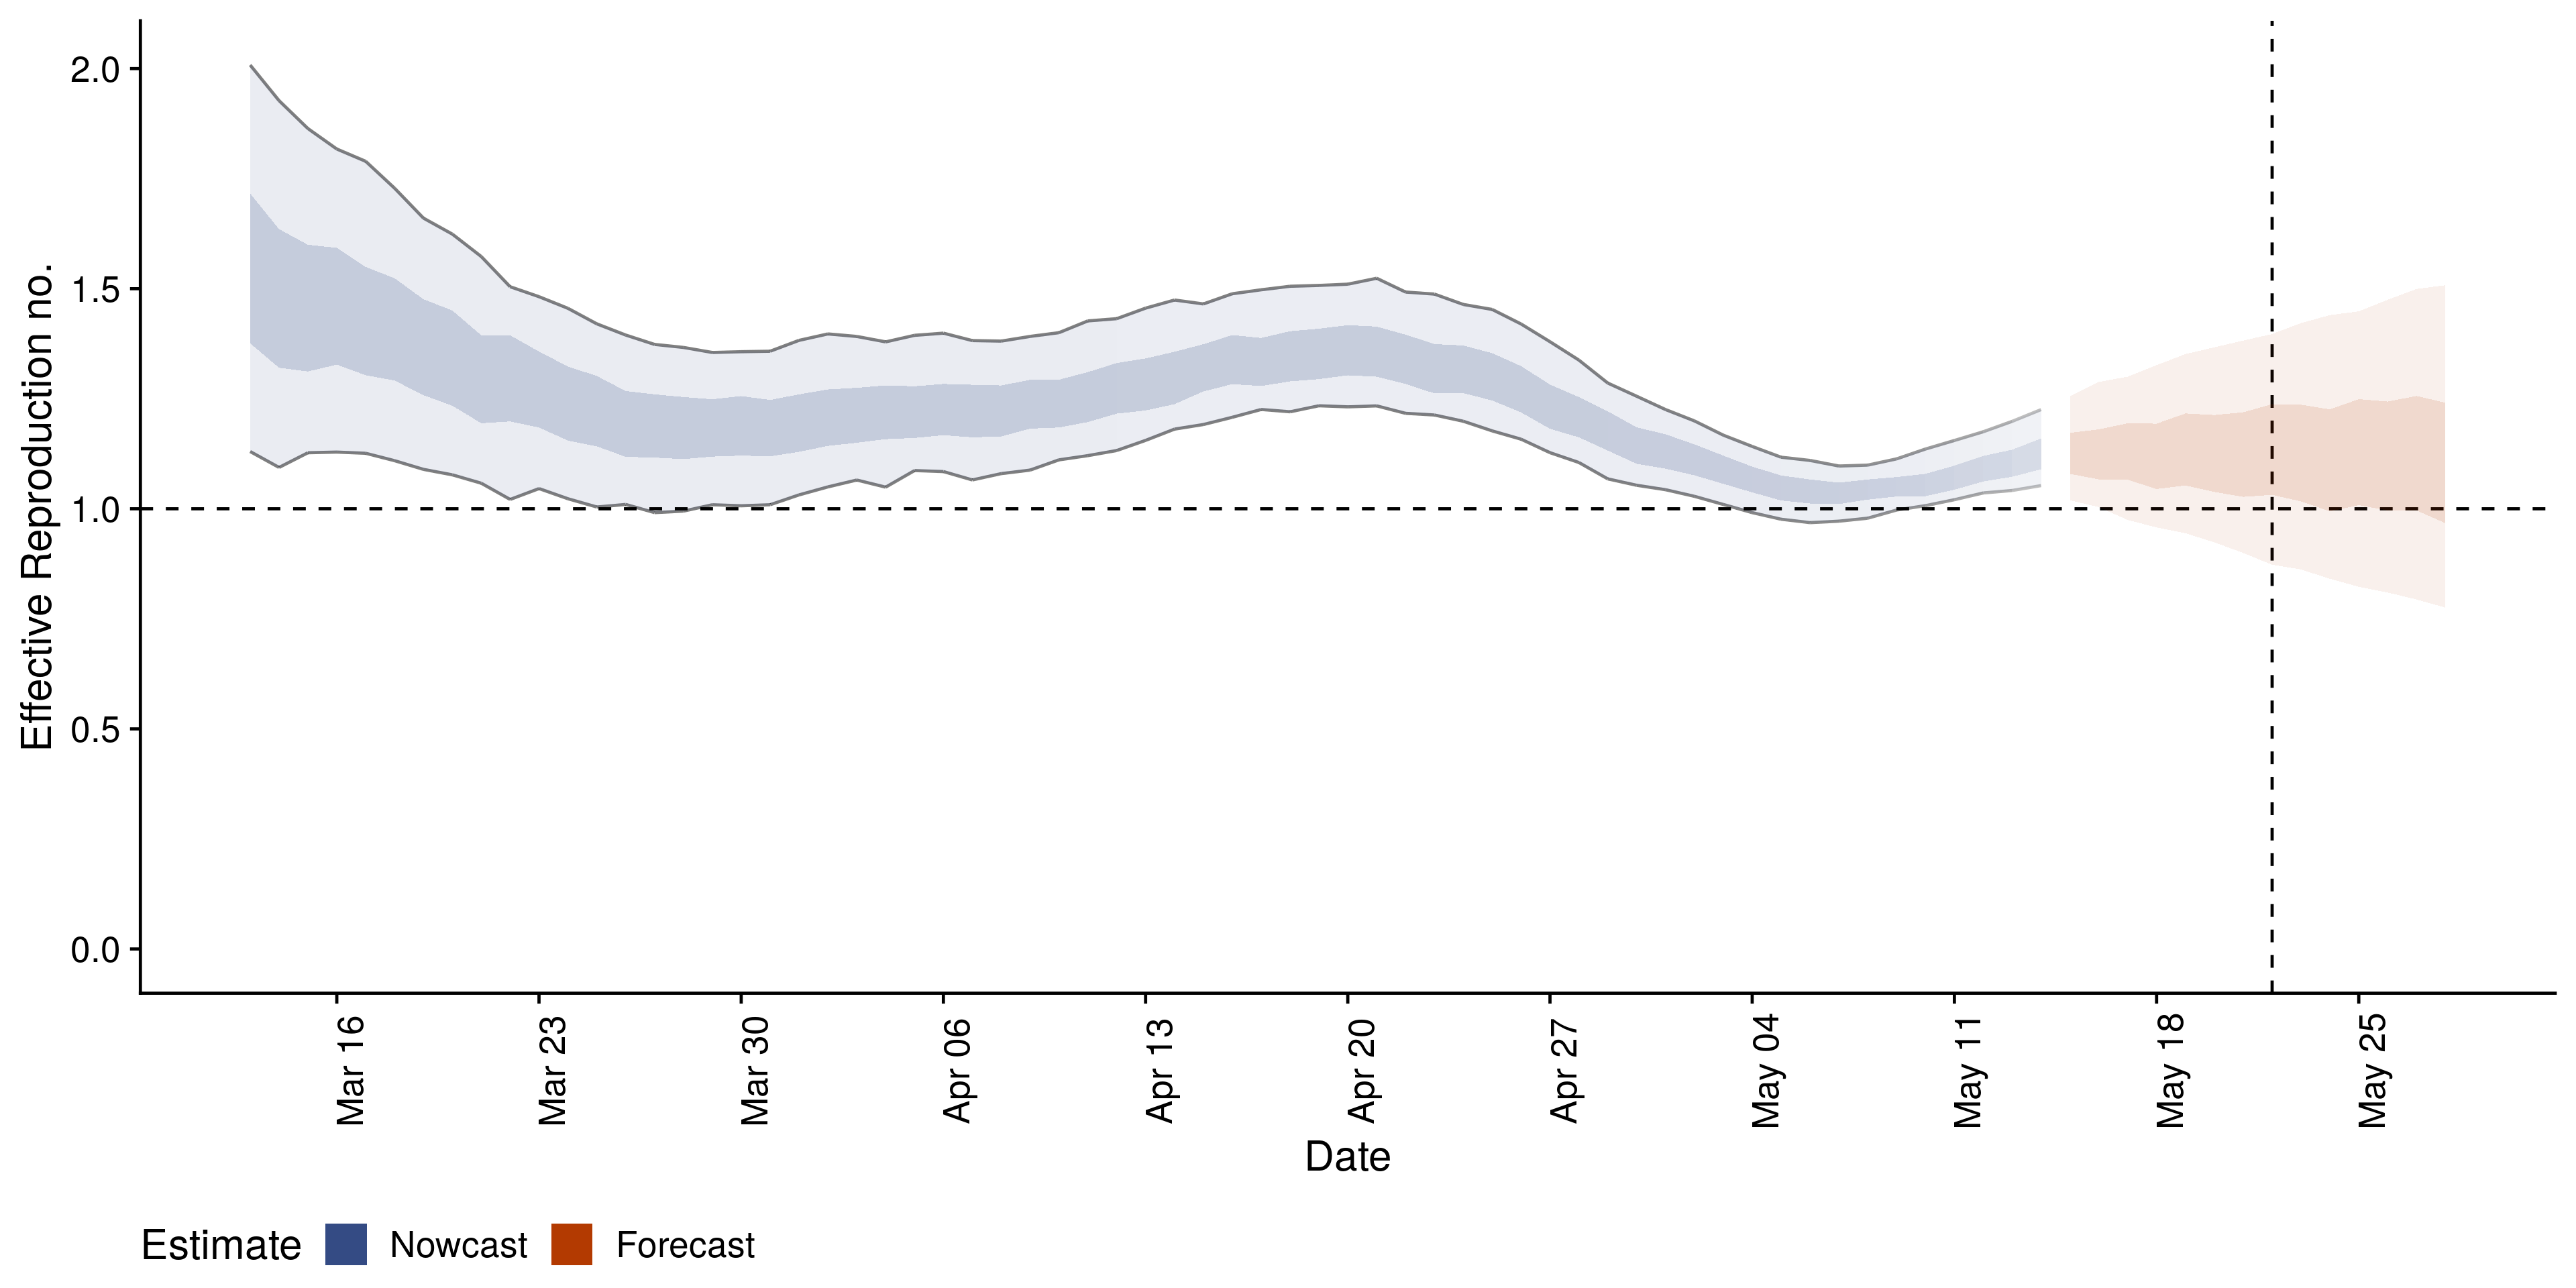 Effective Reproduction no.
2.0
1.5
1.0
0.5
0.0
Mar 16
Mar 23
Mar 30
Apr 06
Apr 13
Apr 20
Apr 27
May 04
May 11
May 18
May 25
Date
Estimate Nowcast Forecast